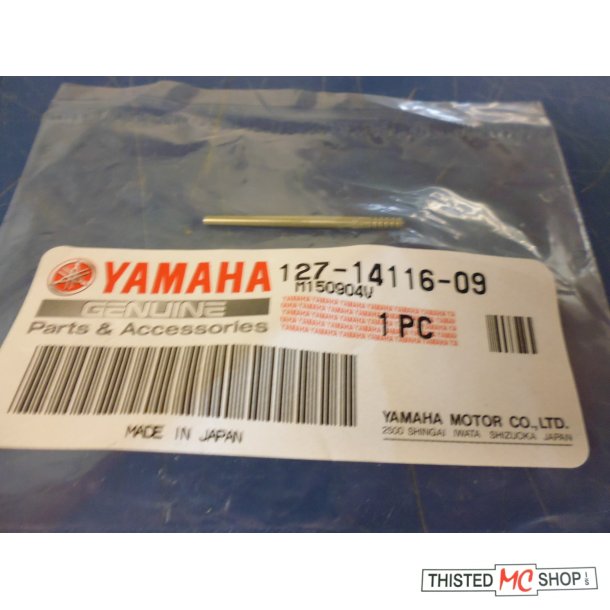 YAMAHA 127-14116-09
M150904V
GENUINE
Parts & Accessories
1 PC
MADE IN JAPAN
YAMAHA MOTOR CO.,LTD.
2500 SHINGAI IWATA SHIZUOKA JAPAN
THISTED MC SHOP I/S